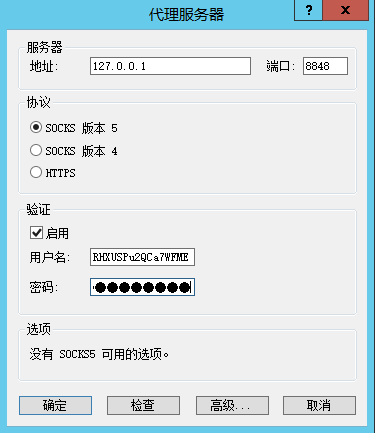 代理服务器
? x
服务器
地址: 127.0.0.1 端口: 8848
协议
SOCKS 版本 5
SOCKS 版本 4
HTTPS
验证
启用
用户名: RHXUSPu2QCa7WFME
密码:
选项
没有 SOCKS5 可用的选项。
确定 检查 高级... 取消